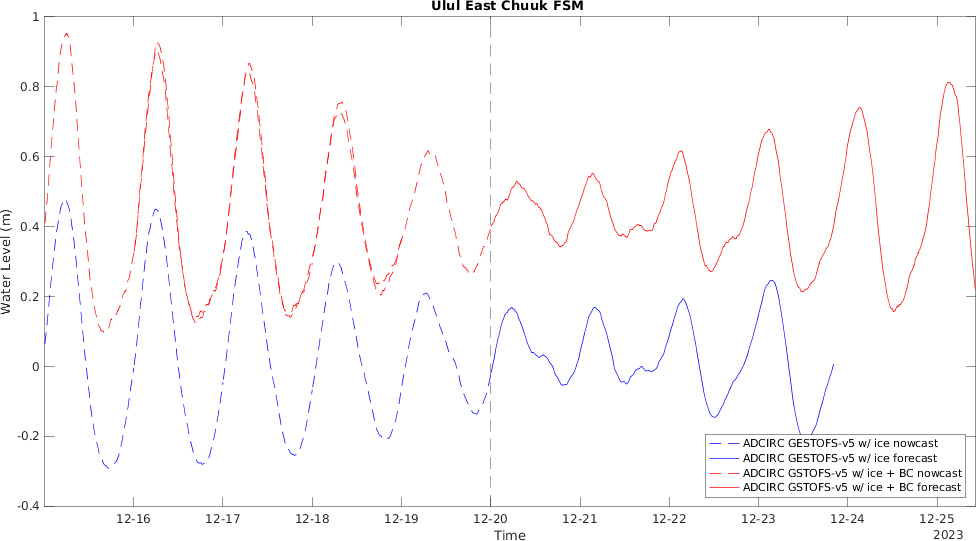 Ulul East Chuuk FSM
Water Level (m)
1
0.8
0.6
0.4
0.2
0
-0.2
-0.4
ADCIRC GESTOFS-v5 w/ ice nowcast
ADCIRC GESTOFS-v5 w/ ice forecast
ADCIRC GSTOFS-v5 w/ ice + BC nowcast
ADCIRC GSTOFS-v5 w/ ice + BC forecast
12-16 12-17 12-18 12-19 12-20 12-21 12-22 12-23 12-24 12-25
Time
2023